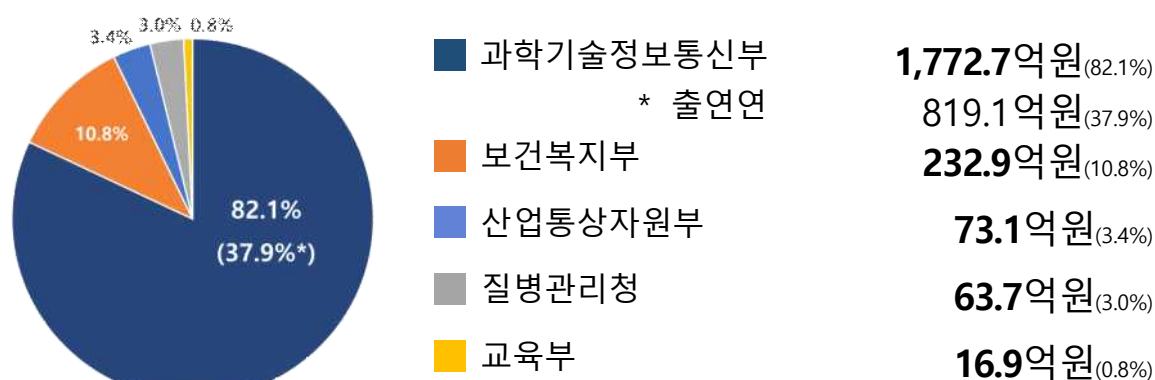 3.4% 3.0% 0.8%
10.8%
82.1%
(37.9%*)
과학기술정보통신부 1,772.7억원(82.1%)
* 출연연 819.1억원(37.9%)
보건복지부 232.9억원(10.8%)
산업통상자원부 73.1억원(3.4%)
질병관리청 63.7억원(3.0%)
교육부 16.9억원(0.8%)